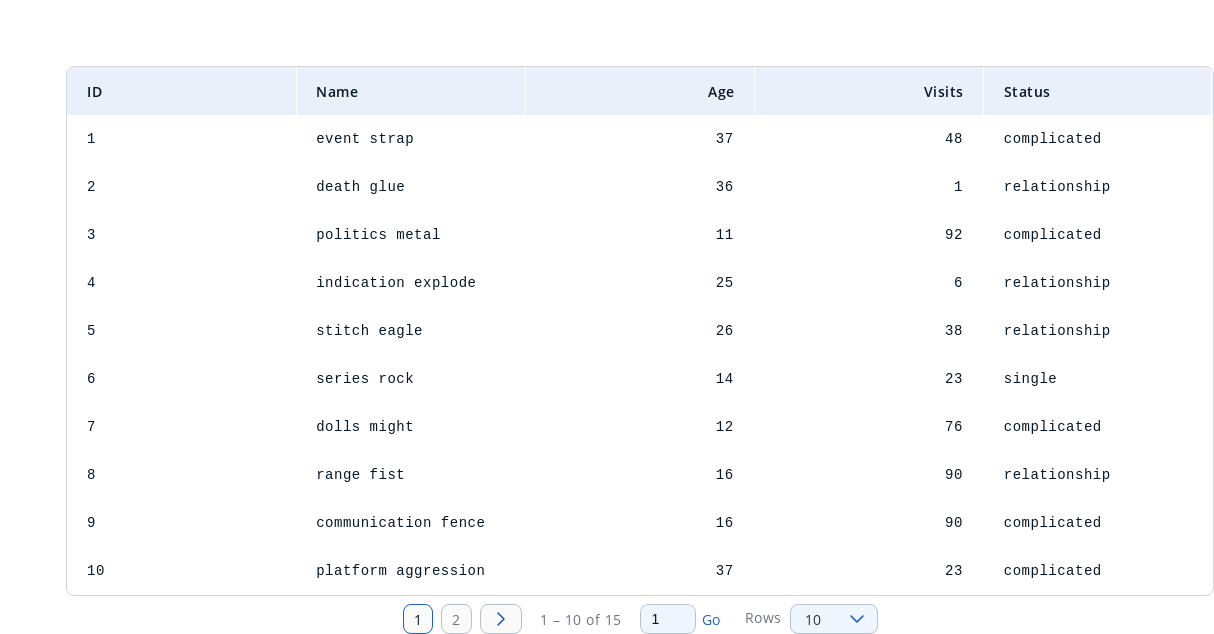 ID Name Age Visits Status
1 event strap 37 48 complicated
2 death glue 36 1 relationship
3 politics metal 11 92 complicated
4 indication explode 25 6 relationship
5 stitch eagle 26 38 relationship
6 series rock 14 23 single
7 dolls might 12 76 complicated
8 range fist 16 90 relationship
9 communication fence 16 90 complicated
10 platform aggression 37 23 complicated
1 2 1 – 10 of 15 1 Go Rows 10